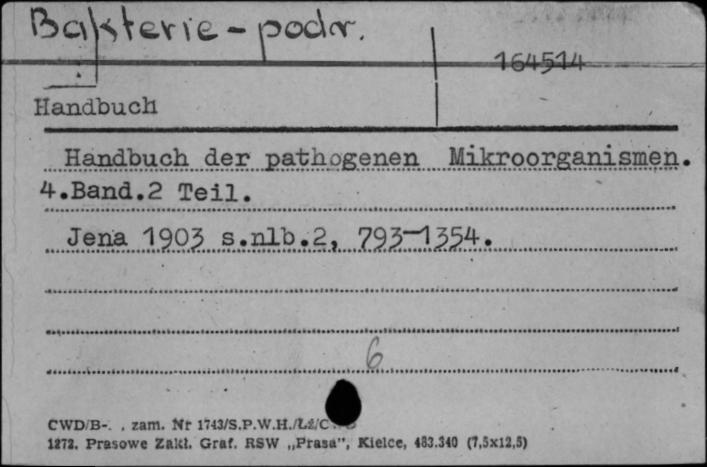 Bakterie - podr.
164514
Handbuch
Handbuch der pathogenen Mikroorganismen.
4.Band.2 Teil.
Jena 1903 s.nlb.2, 793-1354.
6
CWD/B- , zam. Nr 1743/S.P.W.H./Łź/C
1272. Prasowe Zakł. Graf. RSW „Prasa", Kielce, 483.340 (7,5x12,5)